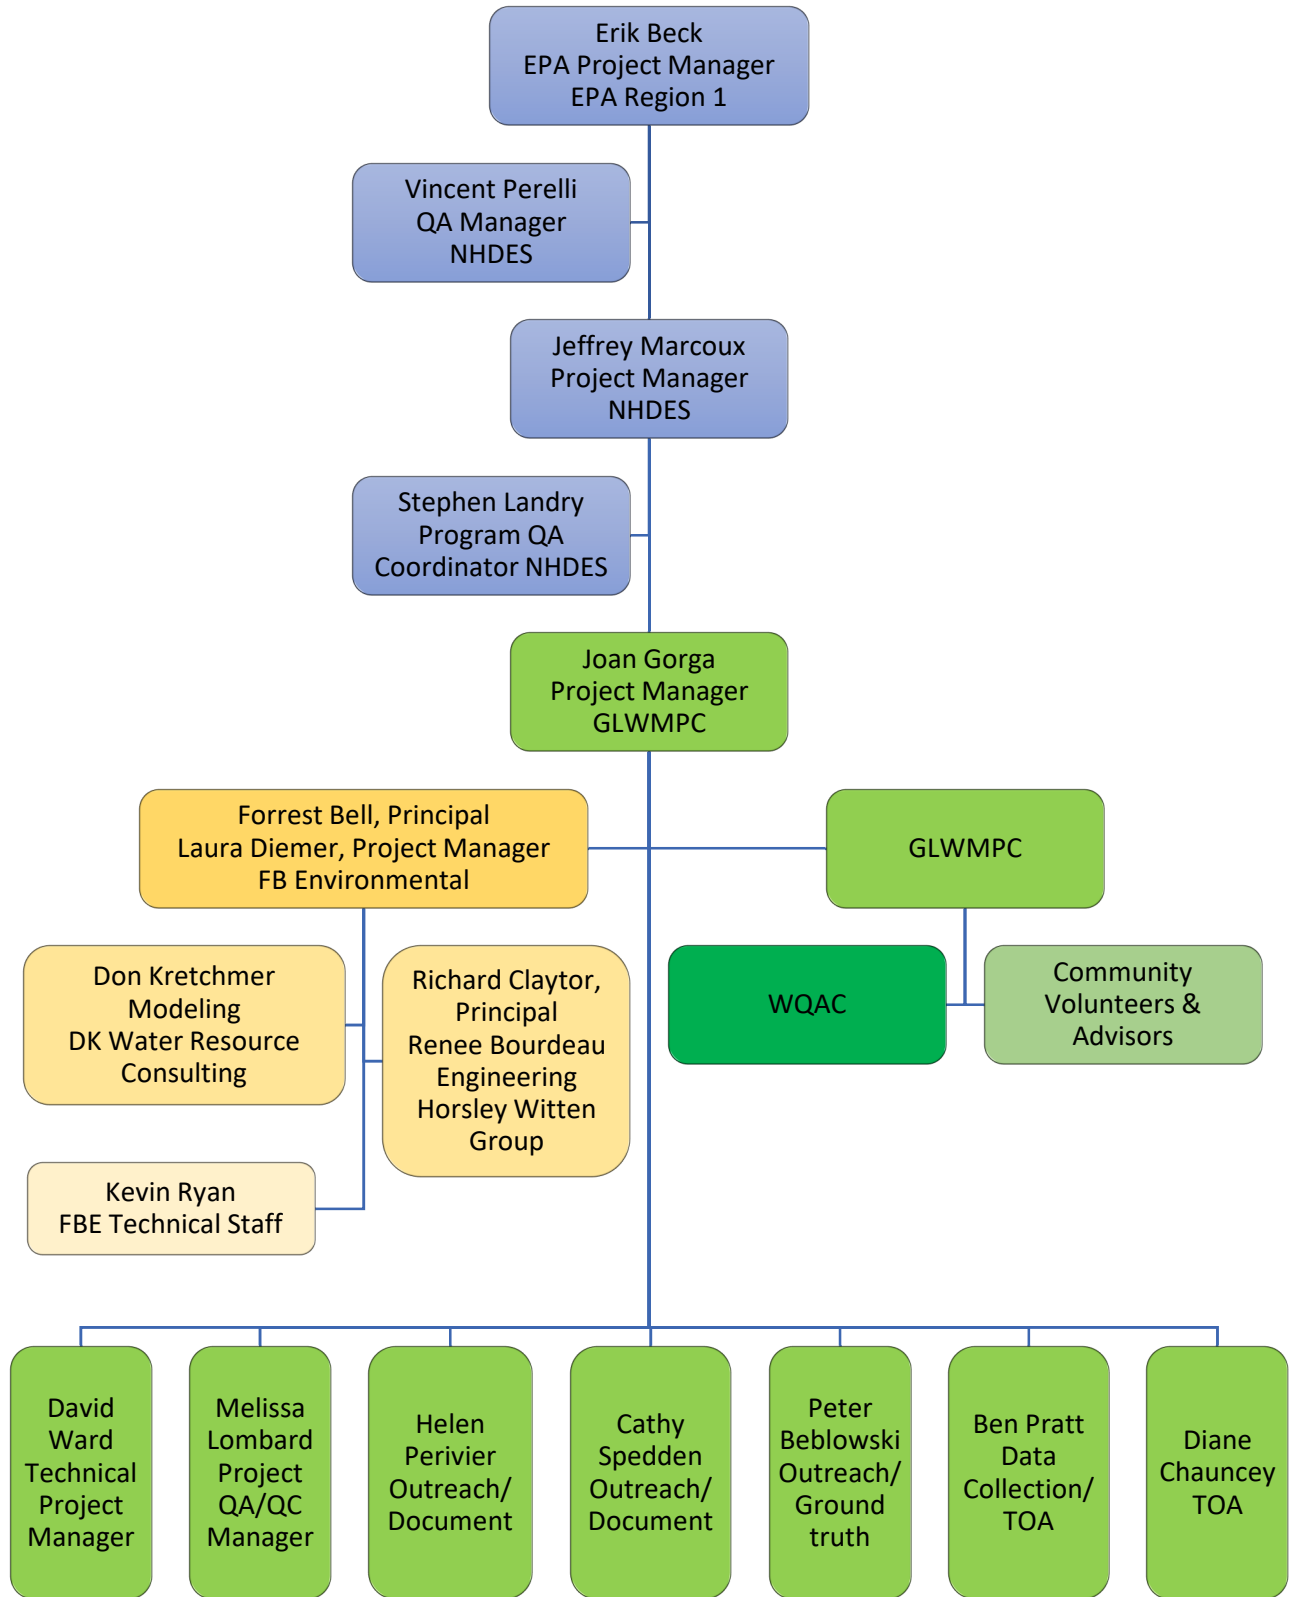 Erik Beck
EPA Project Manager
EPA Region 1
Vincent Perelli
QA Manager
NHDES
Jeffrey Marcoux
Project Manager
NHDES
Stephen Landry
Program QA
Coordinator NHDES
Joan Gorga
Project Manager
GLWMPC
Forrest Bell, Principal
Laura Diemer, Project Manager
FB Environmental
GLWMPC
Don Kretchmer
Modeling
DK Water Resource
Consulting
Richard Claytor,
Principal
Renee Bourdeau
Engineering
Horsley Witten
Group
WQAC
Community
Volunteers &
Advisors
Kevin Ryan
FBE Technical Staff
David
Ward
Technical
Project
Manager
Melissa
Lombard
Project
QA/QC
Manager
Helen
Perivier
Outreach/
Document
Cathy
Spedden
Outreach/
Document
Peter
Beblowski
Outreach/
Ground
truth
Ben Pratt
Data
Collection/
TOA
Diane
Chauncey
TOA